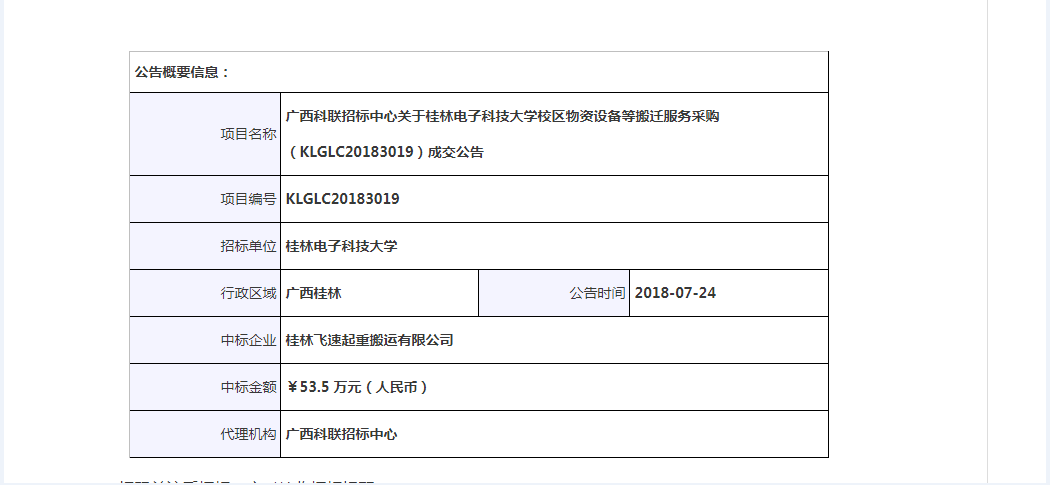 公告概要信息：
项目名称
广西科联招标中心关于桂林电子科技大学校区物资设备等搬迁服务采购
（KLGLC20183019）成交公告
项目编号 KLGLC20183019
招标单位 桂林电子科技大学
行政区域 广西桂林 公告时间 2018-07-24
中标企业 桂林飞速起重搬运有限公司
中标金额 ￥53.5 万元（人民币）
代理机构 广西科联招标中心